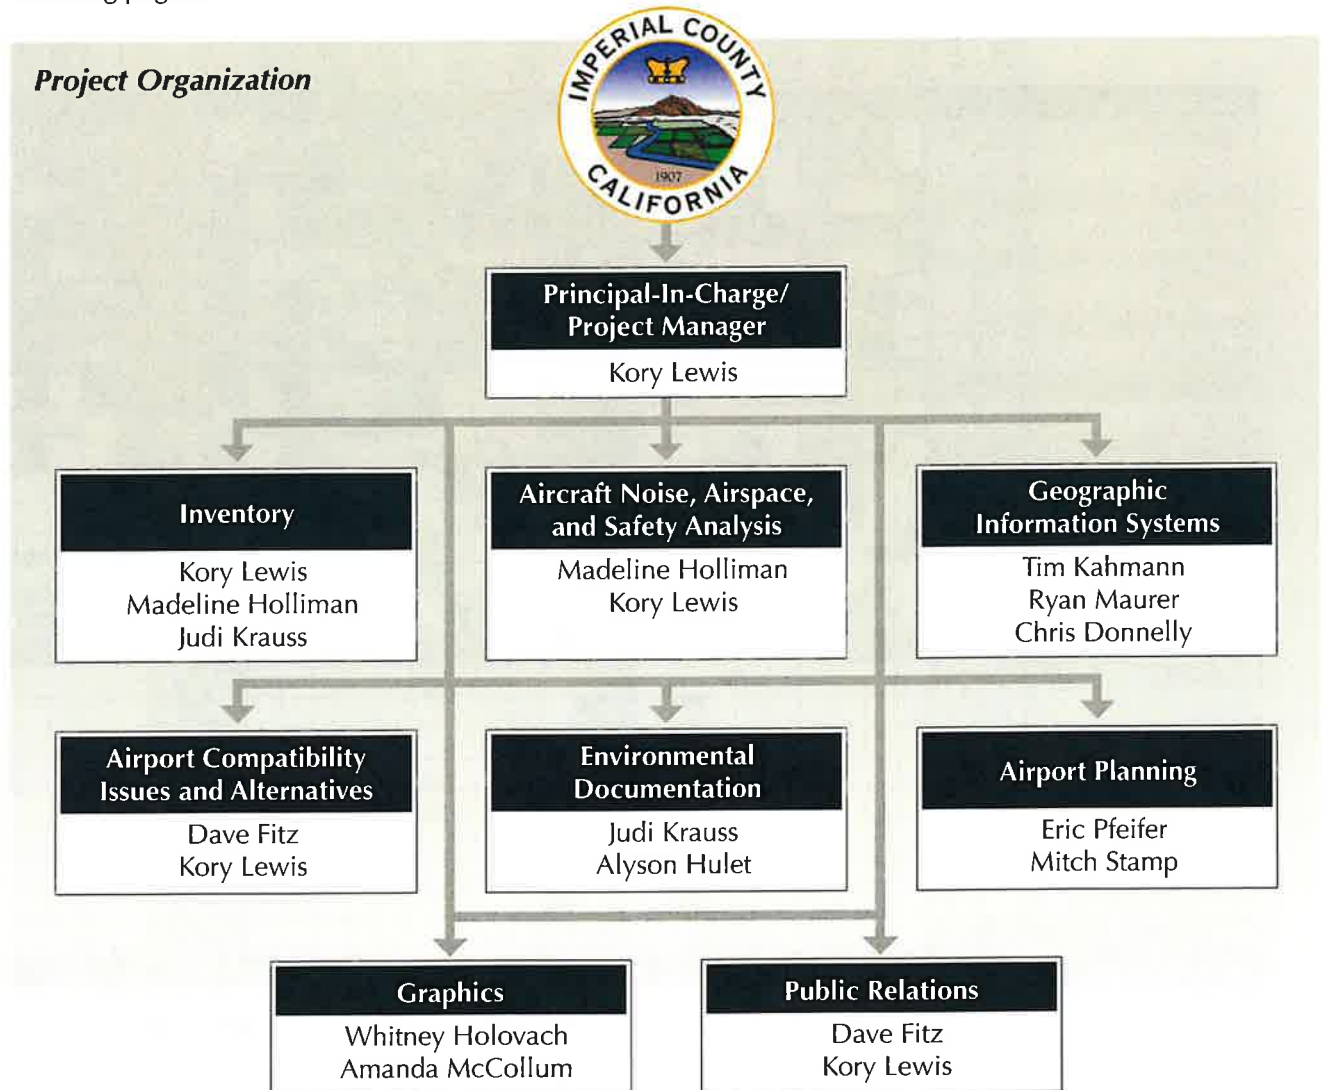 Project Organization
IMPERIAL COUNTY
1907
CALIFORNIA
Principal-In-Charge/
Project Manager
Kory Lewis
Inventory
Kory Lewis
Madeline Holliman
Judi Krauss
Aircraft Noise, Airspace,
and Safety Analysis
Madeline Holliman
Kory Lewis
Geographic
Information Systems
Tim Kahmann
Ryan Maurer
Chris Donnelly
Airport Compatibility
Issues and Alternatives
Dave Fitz
Kory Lewis
Environmental
Documentation
Judi Krauss
Alyson Hulet
Airport Planning
Eric Pfeifer
Mitch Stamp
Graphics
Whitney Holovach
Amanda McCollum
Public Relations
Dave Fitz
Kory Lewis